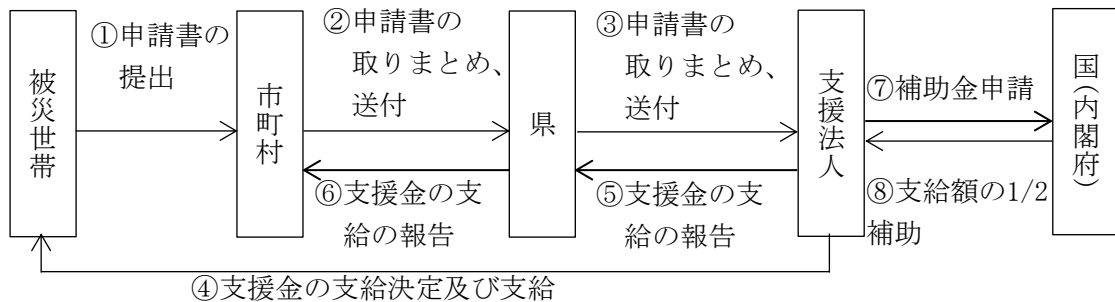 被災世帯
①申請書の
提出
市町村
②申請書の
取りまとめ、
送付
県
③申請書の
取りまとめ、
送付
支援法人
⑦補助金申請
国(内閣府)
⑥支援金の支
給の報告
⑤支援金の支
給の報告
⑧支給額の1/2
補助
④支援金の支給決定及び支給